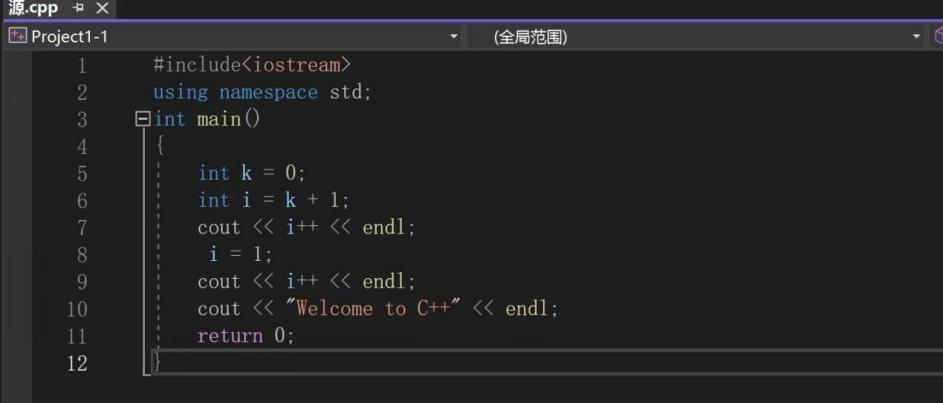 源.cpp
Project1-1 (全局范围)
1 #include<iostream>
2 using namespace std;
3 int main()
4 {
5 int k = 0;
6 int i = k + 1;
7 cout << i++ << endl;
8 i = 1;
9 cout << i++ << endl;
10 cout << "Welcome to C++" << endl;
11 return 0;
12 }